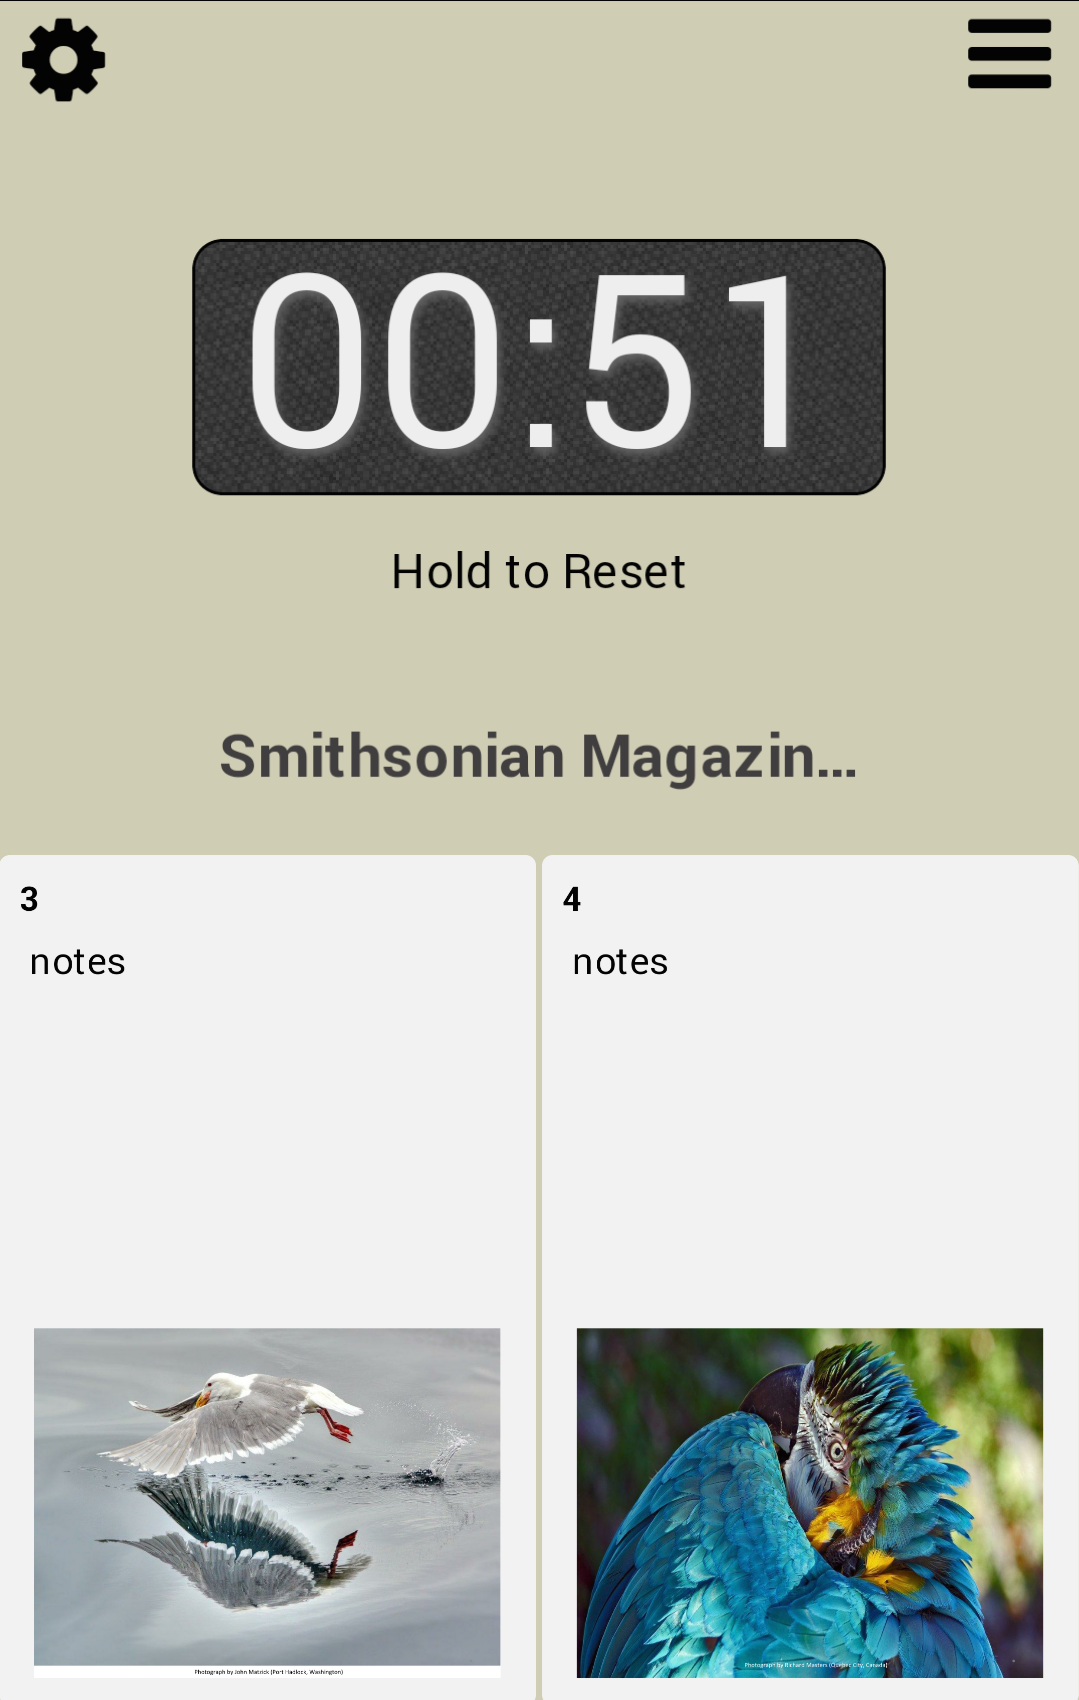 00:51
Hold to Reset
Smithsonian Magazin...
3
notes
4
notes
Photograph by John Matrick (Port Hadlock, Washington)
Photograph by Richard Masters (Quebec City, Canada)